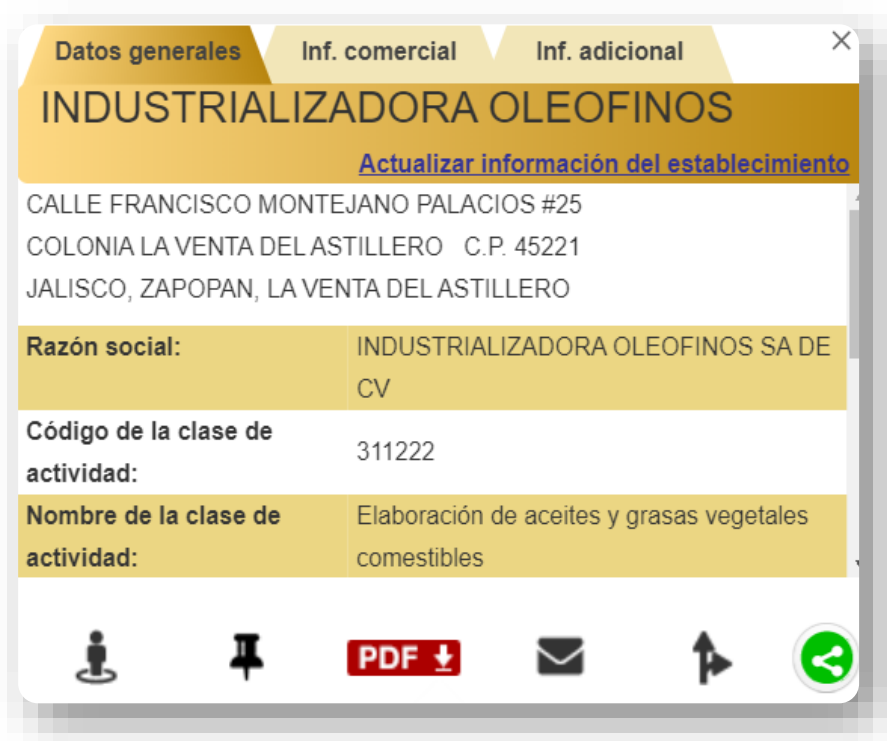 Datos generales Inf. comercial Inf. adicional ×
INDUSTRIALIZADORA OLEOFINOS
Actualizar información del establecimiento
CALLE FRANCISCO MONTEJANO PALACIOS #25
COLONIA LA VENTA DEL ASTILLERO C.P. 45221
JALISCO, ZAPOPAN, LA VENTA DEL ASTILLERO
Razón social: INDUSTRIALIZADORA OLEOFINOS SA DE
CV
Código de la clase de
actividad: 311222
Nombre de la clase de Elaboración de aceites y grasas vegetales
actividad: comestibles
PDF